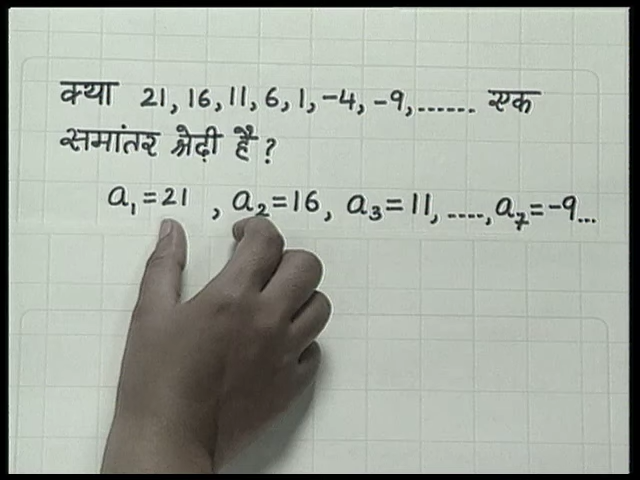 क्या 21, 16, 11, 6, 1, -4, -9, ...... एक
समांतर श्रेढ़ी है ?
a₁ = 21 , a₂ = 16, a₃ = 11, ...., a₇ = -9...